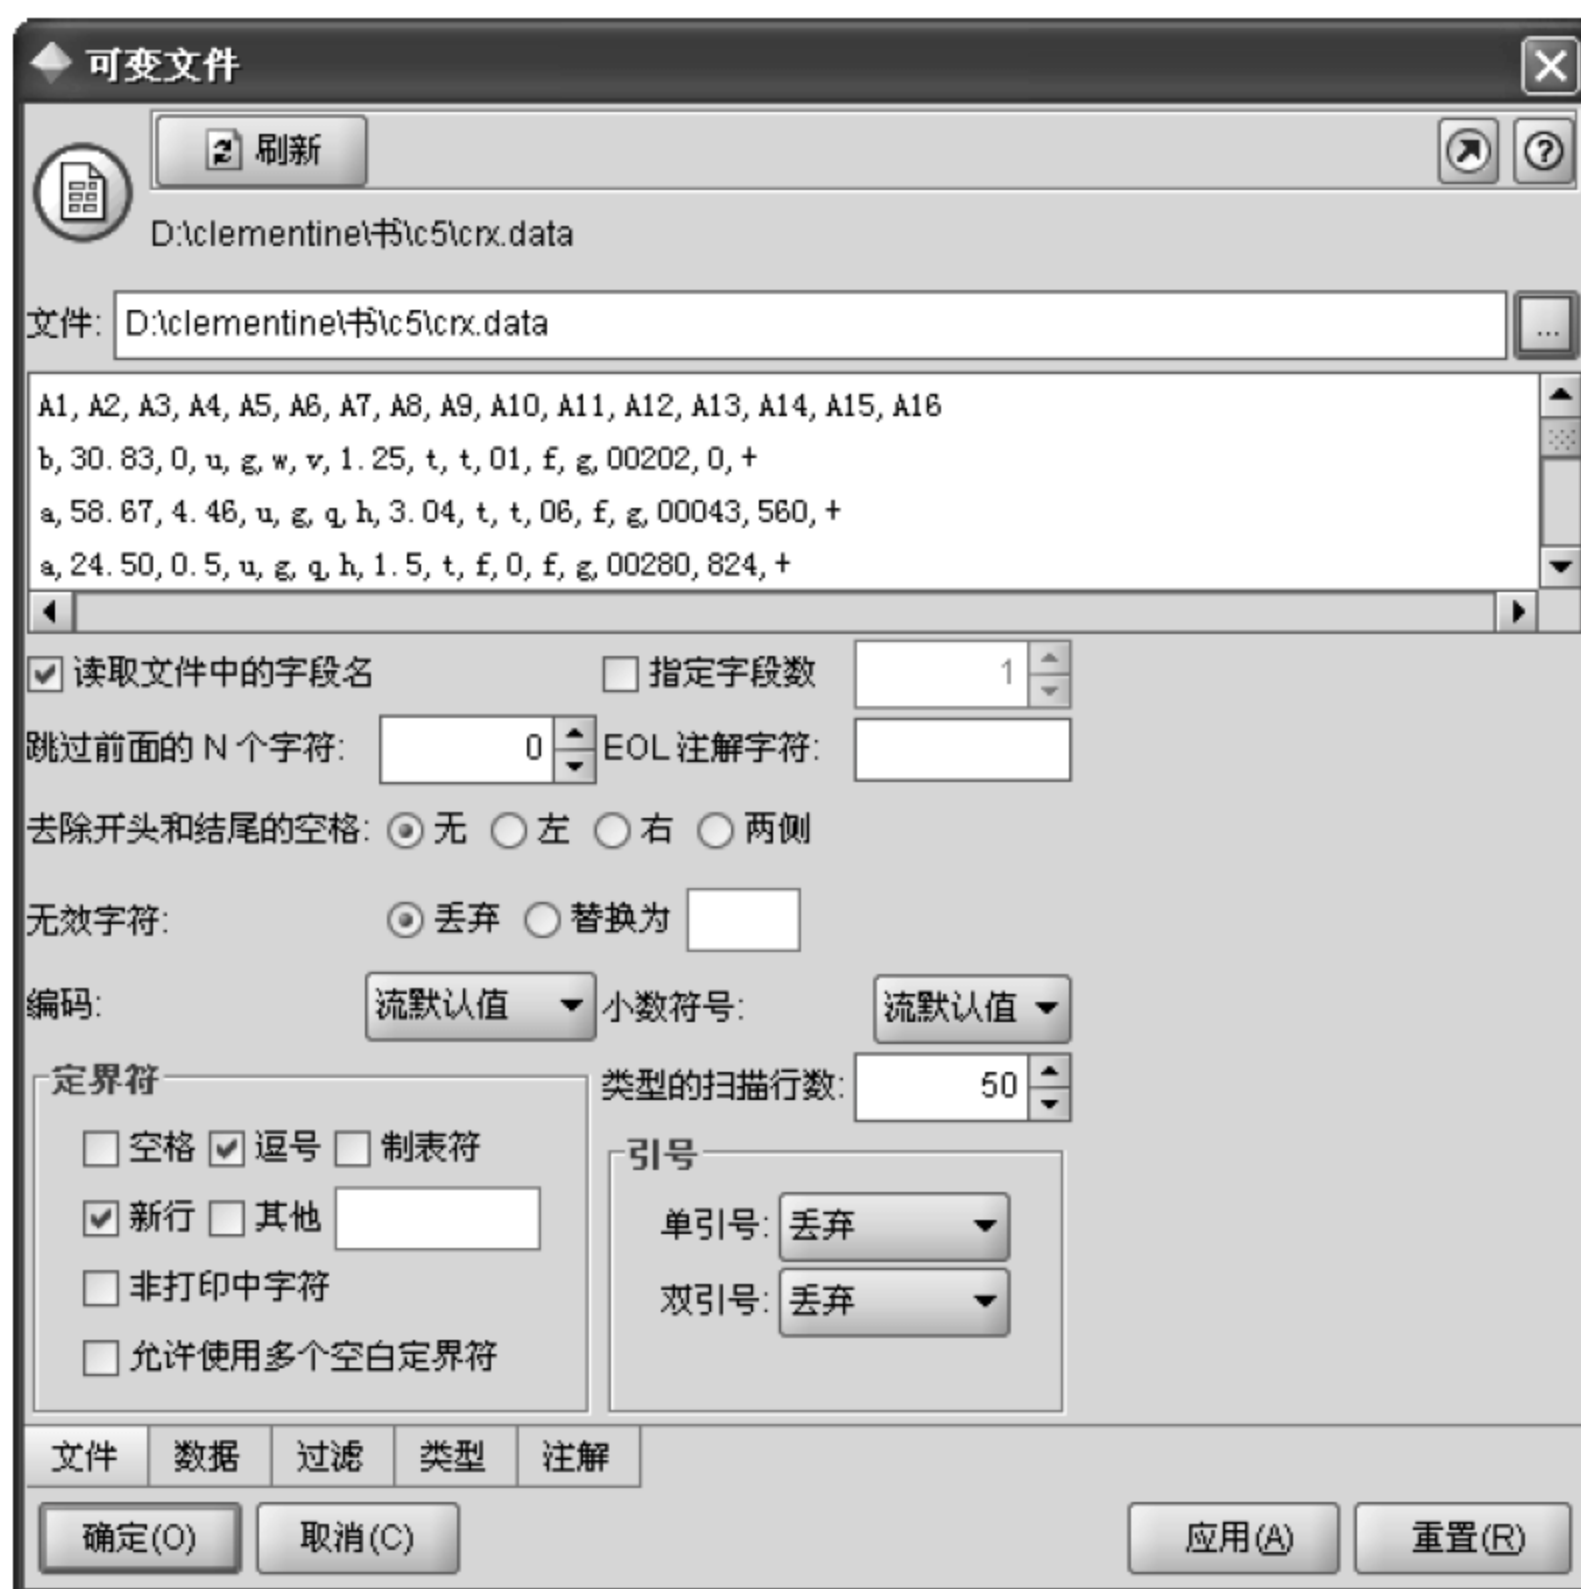 可变文件
刷新
D:\clementine\书\c5\crx.data
文件: D:\clementine\书\c5\crx.data ...
A1, A2, A3, A4, A5, A6, A7, A8, A9, A10, A11, A12, A13, A14, A15, A16
b, 30.83, 0, u, g, w, v, 1.25, t, t, 01, f, g, 00202, 0, +
a, 58.67, 4.46, u, g, q, h, 3.04, t, t, 06, f, g, 00043, 560, +
a, 24.50, 0.5, u, g, q, h, 1.5, t, f, 0, f, g, 00280, 824, +
读取文件中的字段名 指定字段数 1
跳过前面的 N 个字符: 0 EOL 注解字符:
去除开头和结尾的空格: 无 左 右 两侧
无效字符: 丢弃 替换为
编码: 流默认值 小数符号: 流默认值
定界符 类型的扫描行数: 50
空格 逗号 制表符 引号
新行 其他 单引号: 丢弃
非打印中字符 双引号: 丢弃
允许使用多个空白定界符
文件 数据 过滤 类型 注解
确定(O) 取消(C) 应用(A) 重置(R)